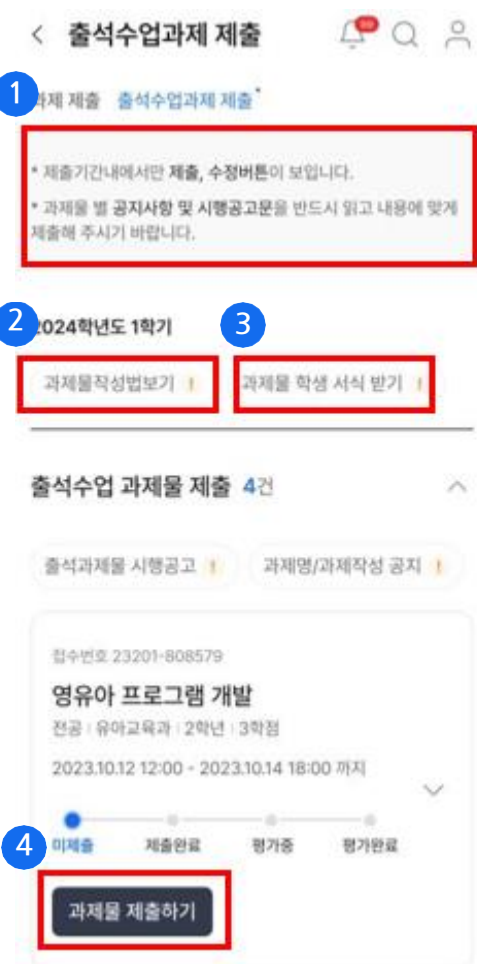 출석수업과제 제출
1
과제 제출 출석수업과제 제출
* 제출기간내에서만 제출, 수정버튼이 보입니다.
* 과제물 별 공지사항 및 시행공고문을 반드시 읽고 내용에 맞게
제출해 주시기 바랍니다.
2 3
2024학년도 1학기
과제물작성법보기 ! 과제물 학생 서식 받기 !
출석수업 과제물 제출 4건
출석과제물 시행공고 ! 과제명/과제작성 공지 !
접수번호 23201-808579
영유아 프로그램 개발
전공 | 유아교육과 | 2학년 | 3학점
2023.10.12 12:00 - 2023.10.14 18:00 까지
4
미제출 제출완료 평가중 평가완료
과제물 제출하기